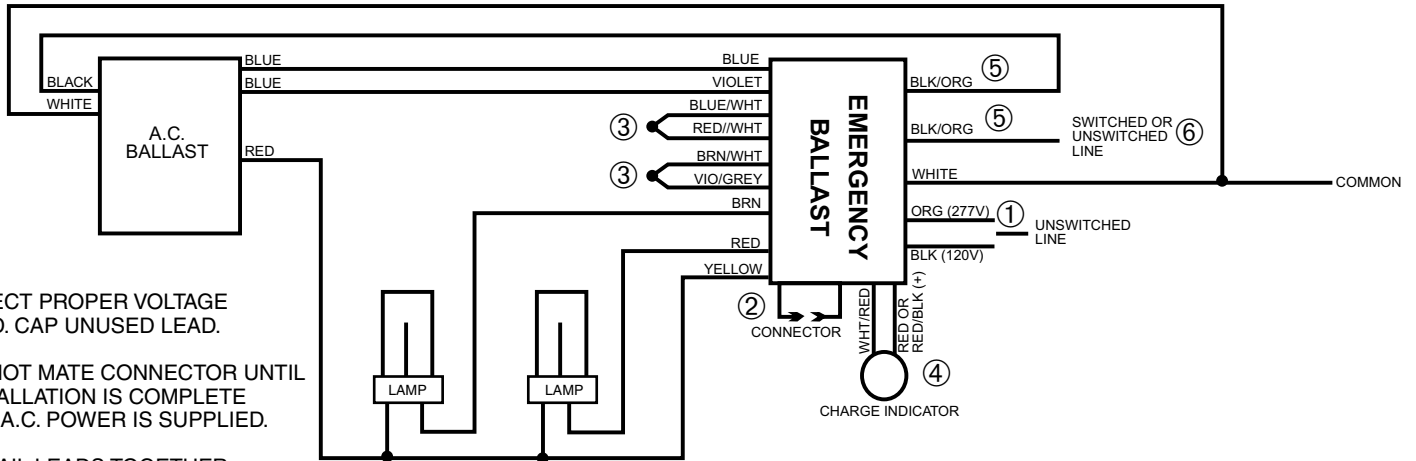 BLACK
WHITE
A.C.
BALLAST
BLUE
BLUE
RED
BLUE
VIOLET
BLUE/WHT
③
RED//WHT
BRN/WHT
③
VIO/GREY
BRN
RED
YELLOW
EMERGENCY
BALLAST
BLK/ORG
⑤
BLK/ORG
⑤
SWITCHED OR
UNSWITCHED
LINE
⑥
WHITE
COMMON
ORG (277V)
①
UNSWITCHED
LINE
BLK (120V)
②
CONNECTOR
WHT/RED
RED OR
RED/BLK (+)
④
CHARGE INDICATOR
LAMP
LAMP
PROPER VOLTAGE
CAP UNUSED LEAD.
MATE CONNECTOR UNTIL
IS COMPLETE
A.C. POWER IS SUPPLIED.